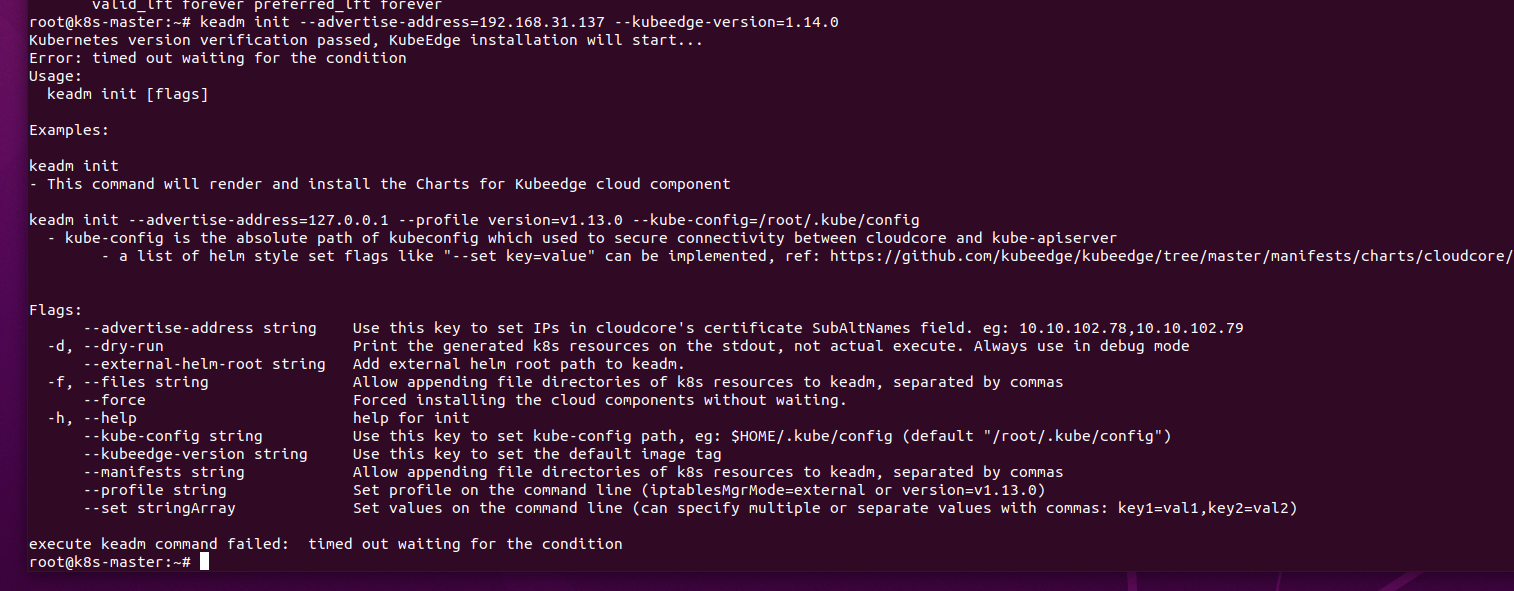 valid_lft forever preferred_lft forever
root@k8s-master:~# keadm init --advertise-address=192.168.31.137 --kubeedge-version=1.14.0
Kubernetes version verification passed, KubeEdge installation will start...
Error: timed out waiting for the condition
Usage:
  keadm init [flags]

Examples:

keadm init
- This command will render and install the Charts for Kubeedge cloud component

keadm init --advertise-address=127.0.0.1 --profile version=v1.13.0 --kube-config=/root/.kube/config
  - kube-config is the absolute path of kubeconfig which used to secure connectivity between cloudcore and kube-apiserver
        - a list of helm style set flags like "--set key=value" can be implemented, ref: https://github.com/kubeedge/kubeedge/tree/master/manifests/charts/cloudcore/

Flags:
      --advertise-address string    Use this key to set IPs in cloudcore's certificate SubAltNames field. eg: 10.10.102.78,10.10.102.79
  -d, --dry-run                     Print the generated k8s resources on the stdout, not actual execute. Always use in debug mode
      --external-helm-root string   Add external helm root path to keadm.
  -f, --files string                Allow appending file directories of k8s resources to keadm, separated by commas
      --force                       Forced installing the cloud components without waiting.
  -h, --help                        help for init
      --kube-config string          Use this key to set kube-config path, eg: $HOME/.kube/config (default "/root/.kube/config")
      --kubeedge-version string     Use this key to set the default image tag
      --manifests string            Allow appending file directories of k8s resources to keadm, separated by commas
      --profile string              Set profile on the command line (iptablesMgrMode=external or version=v1.13.0)
      --set stringArray             Set values on the command line (can specify multiple or separate values with commas: key1=val1,key2=val2)

execute keadm command failed:  timed out waiting for the condition
root@k8s-master:~#